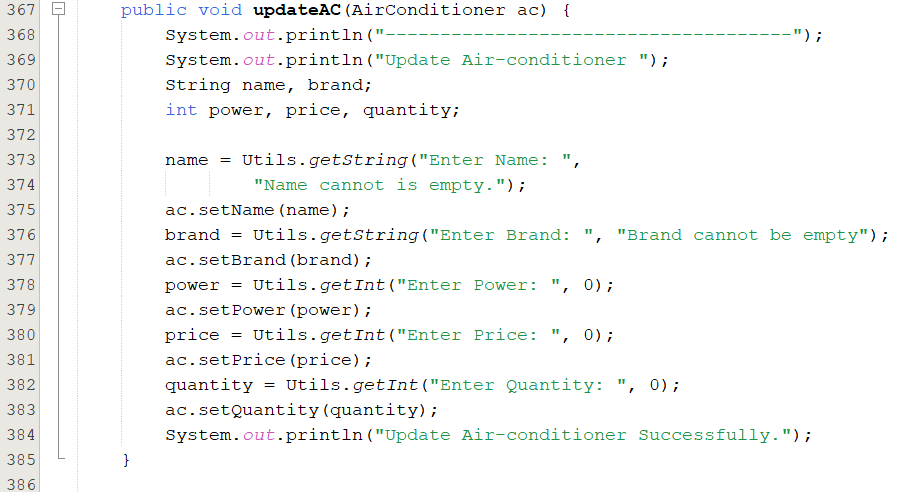 367 public void updateAC(AirConditioner ac) {
368 System.out.println("-------------------------------------");
369 System.out.println("Update Air-conditioner ");
370 String name, brand;
371 int power, price, quantity;
372
373 name = Utils.getString("Enter Name: ",
374 "Name cannot is empty.");
375 ac.setName(name);
376 brand = Utils.getString("Enter Brand: ", "Brand cannot be empty");
377 ac.setBrand(brand);
378 power = Utils.getInt("Enter Power: ", 0);
379 ac.setPower(power);
380 price = Utils.getInt("Enter Price: ", 0);
381 ac.setPrice(price);
382 quantity = Utils.getInt("Enter Quantity: ", 0);
383 ac.setQuantity(quantity);
384 System.out.println("Update Air-conditioner Successfully.");
385 }
386